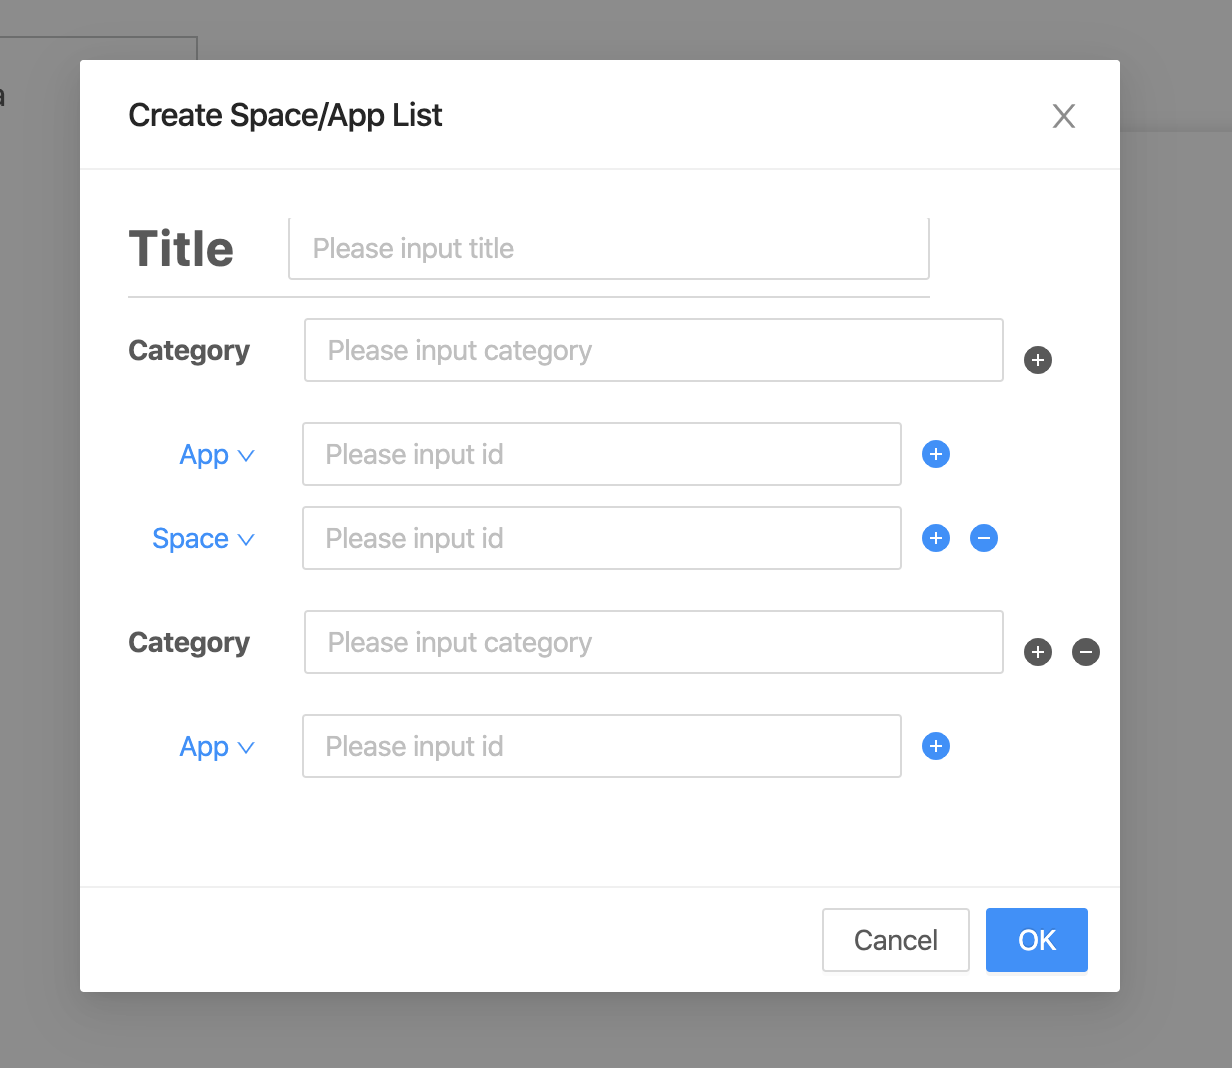 a
Create Space/App List
Title Please input title
Category Please input category
App Please input id
Space Please input id
Category Please input category
App Please input id
Cancel OK